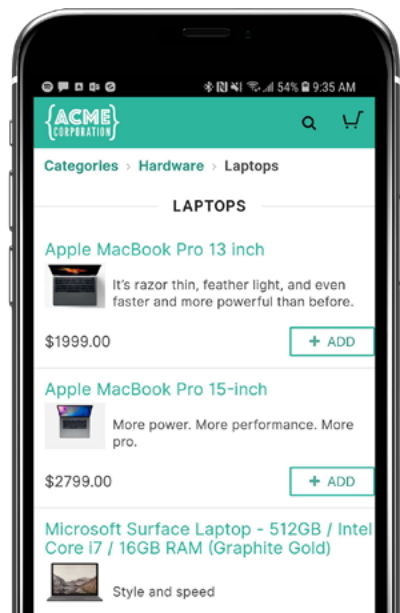 54% 9:35 AM
{ACME}
CORPORATION
Categories > Hardware > Laptops
LAPTOPS
Apple MacBook Pro 13 inch
It's razor thin, feather light, and even
faster and more powerful than before.
$1999.00
+ ADD
Apple MacBook Pro 15-inch
More power. More performance. More
pro.
$2799.00
+ ADD
Microsoft Surface Laptop - 512GB / Intel
Core i7 / 16GB RAM (Graphite Gold)
Style and speed